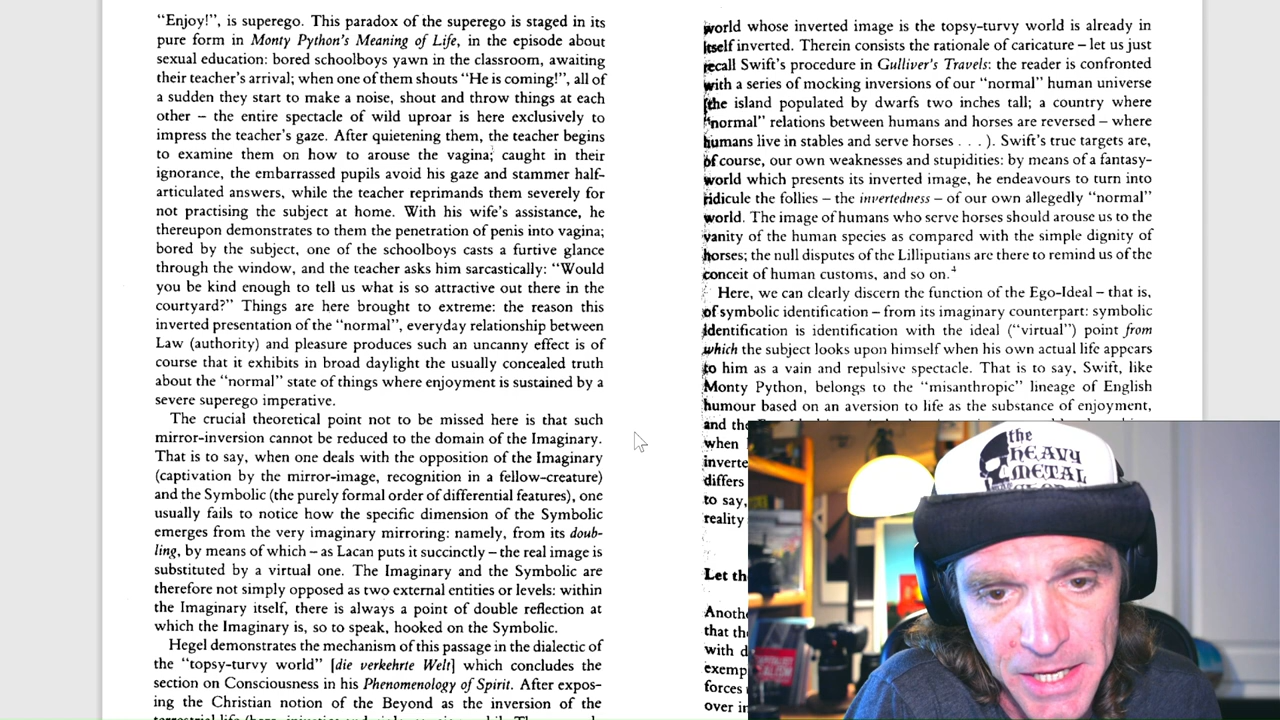 “Enjoy!”, is superego. This paradox of the superego is staged in its
pure form in Monty Python’s Meaning of Life, in the episode about
sexual education: bored schoolboys yawn in the classroom, awaiting
their teacher’s arrival; when one of them shouts “He is coming!”, all of
a sudden they start to make a noise, shout and throw things at each
other – the entire spectacle of wild uproar is here exclusively to
impress the teacher’s gaze. After quietening them, the teacher begins
to examine them on how to arouse the vagina; caught in their
ignorance, the embarrassed pupils avoid his gaze and stammer half-
articulated answers, while the teacher reprimands them severely for
not practising the subject at home. With his wife’s assistance, he
thereupon demonstrates to them the penetration of penis into vagina;
bored by the subject, one of the schoolboys casts a furtive glance
through the window, and the teacher asks him sarcastically: “Would
you be kind enough to tell us what is so attractive out there in the
courtyard?” Things are here brought to extreme: the reason this
inverted presentation of the “normal”, everyday relationship between
Law (authority) and pleasure produces such an uncanny effect is of
course that it exhibits in broad daylight the usually concealed truth
about the “normal” state of things where enjoyment is sustained by a
severe superego imperative.
The crucial theoretical point not to be missed here is that such
mirror-inversion cannot be reduced to the domain of the Imaginary.
That is to say, when one deals with the opposition of the Imaginary
(captivation by the mirror-image, recognition in a fellow-creature)
and the Symbolic (the purely formal order of differential features), one
usually fails to notice how the specific dimension of the Symbolic
emerges from the very imaginary mirroring: namely, from its doub-
ling, by means of which – as Lacan puts it succinctly – the real image is
substituted by a virtual one. The Imaginary and the Symbolic are
therefore not simply opposed as two external entities or levels: within
the Imaginary itself, there is always a point of double reflection at
which the Imaginary is, so to speak, hooked on the Symbolic.
Hegel demonstrates the mechanism of this passage in the dialectic of
the “topsy-turvy world” [die verkehrte Welt] which concludes the
section on Consciousness in his Phenomenology of Spirit. After expos-
ing the Christian notion of the Beyond as the inversion of the
world whose inverted image is the topsy-turvy world is already in
itself inverted. Therein consists the rationale of caricature – let us just
recall Swift’s procedure in Gulliver’s Travels: the reader is confronted
with a series of mocking inversions of our “normal” human universe
(the island populated by dwarfs two inches tall; a country where
“normal” relations between humans and horses are reversed – where
humans live in stables and serve horses . . . ). Swift’s true targets are,
of course, our own weaknesses and stupidities: by means of a fantasy-
world which presents its inverted image, he endeavours to turn into
ridicule the follies – the invertedness – of our own allegedly “normal”
world. The image of humans who serve horses should arouse us to the
vanity of the human species as compared with the simple dignity of
horses; the null disputes of the Lilliputians are there to remind us of the
conceit of human customs, and so on.4
Here, we can clearly discern the function of the Ego-Ideal – that is,
of symbolic identification – from its imaginary counterpart: symbolic
identification is identification with the ideal (“virtual”) point from
which the subject looks upon himself when his own actual life appears
to him as a vain and repulsive spectacle. That is to say, Swift, like
Monty Python, belongs to the “misanthropic” lineage of English
humour based on an aversion to life as the substance of enjoyment,
and the
when
inverte
differs
to say,
reality
Let th
Anoth
that th
with d
exemp
forces
over in
the
HEAVY
METAL